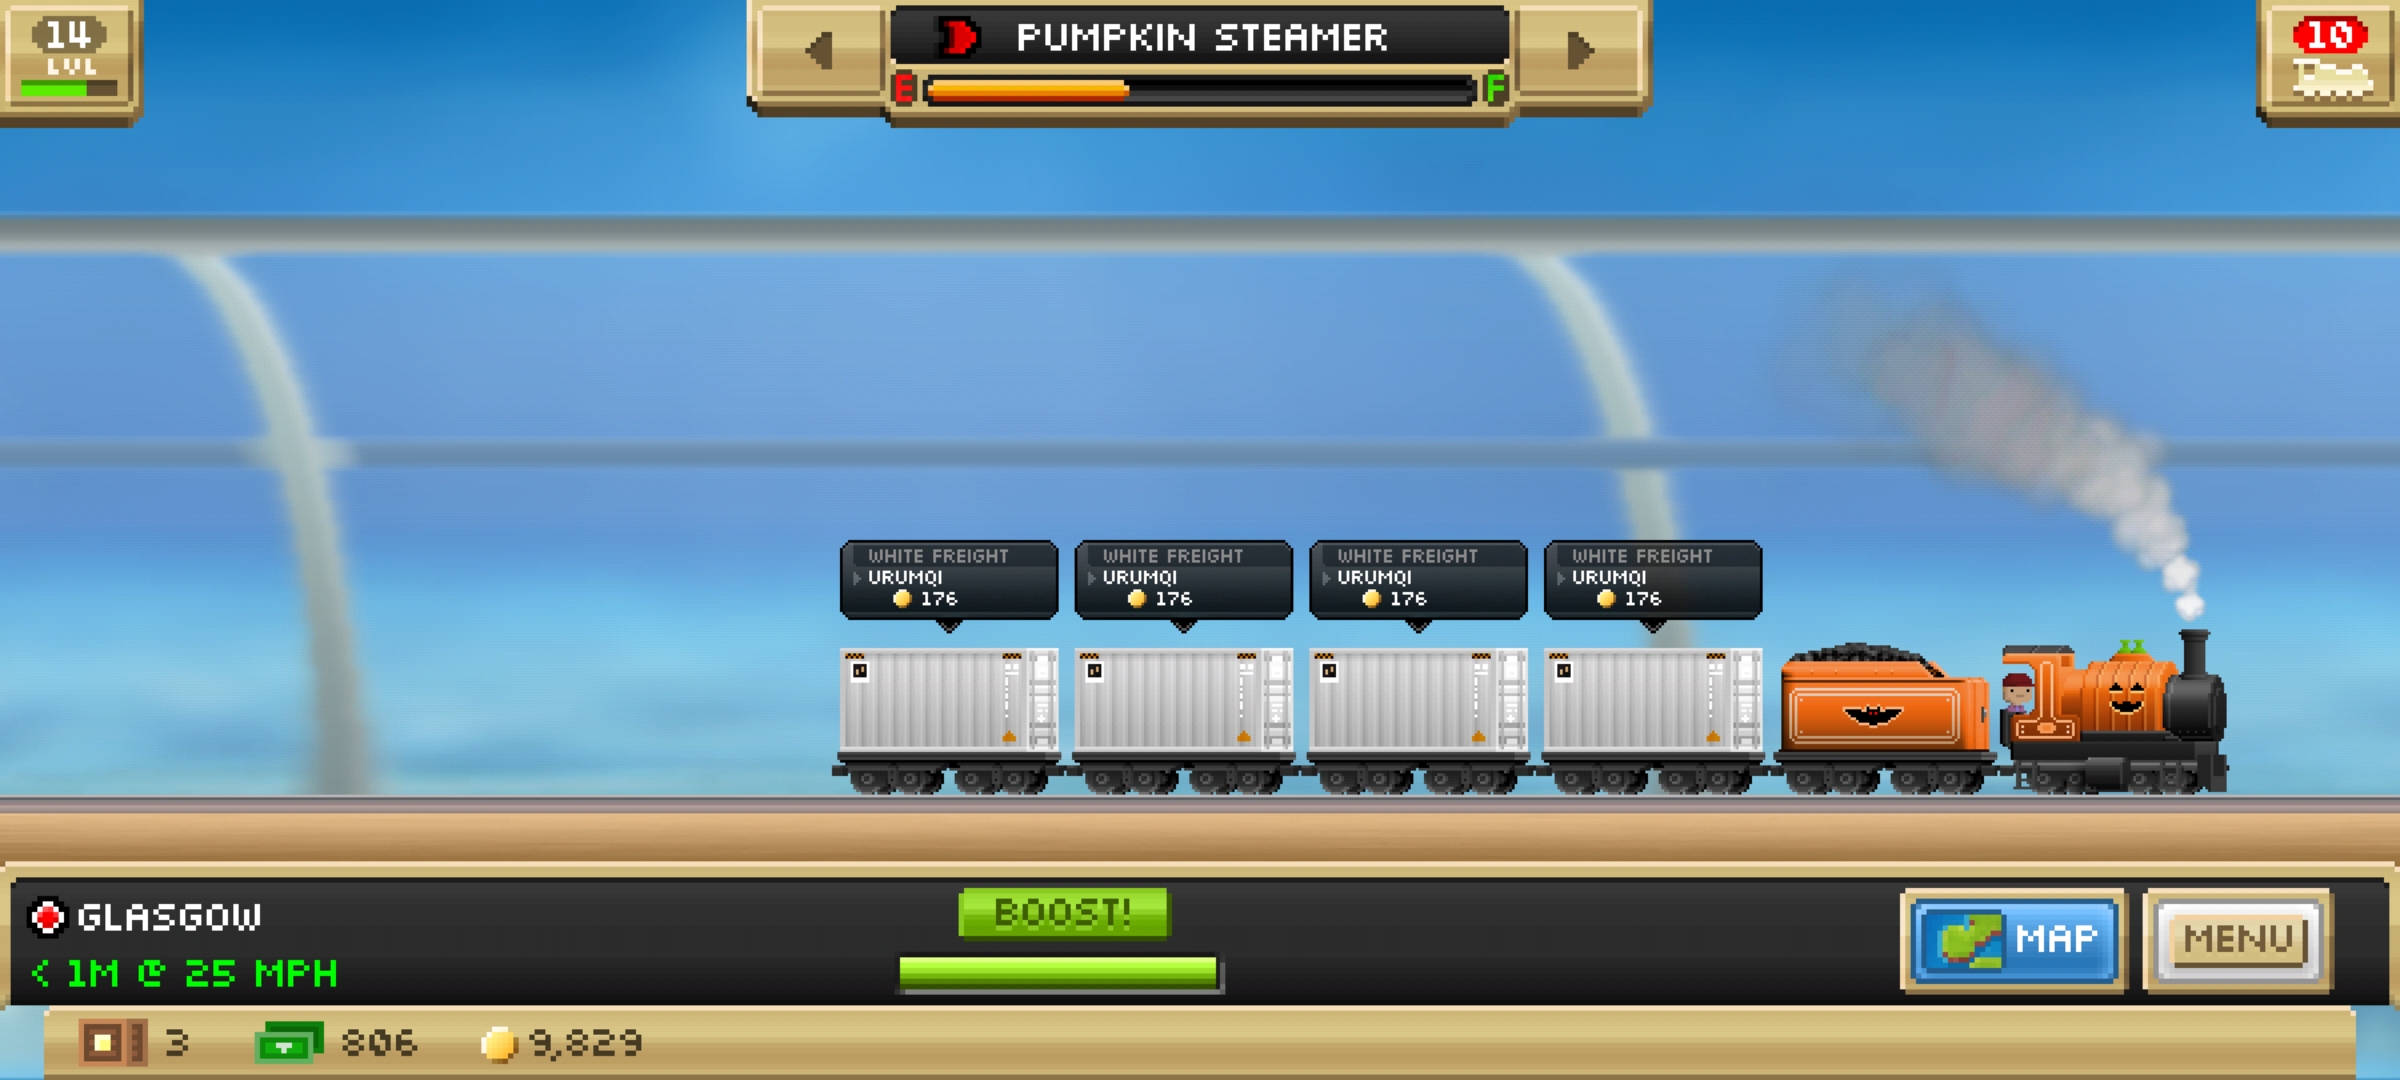 14
LVL
PUMPKIN STEAMER
E F
10
WHITE FREIGHT
URUMQI
176
WHITE FREIGHT
URUMQI
176
WHITE FREIGHT
URUMQI
176
WHITE FREIGHT
URUMQI
176
GLASGOW
< 1M @ 25 MPH
BOOST!
MAP
MENU
3 806 9,829